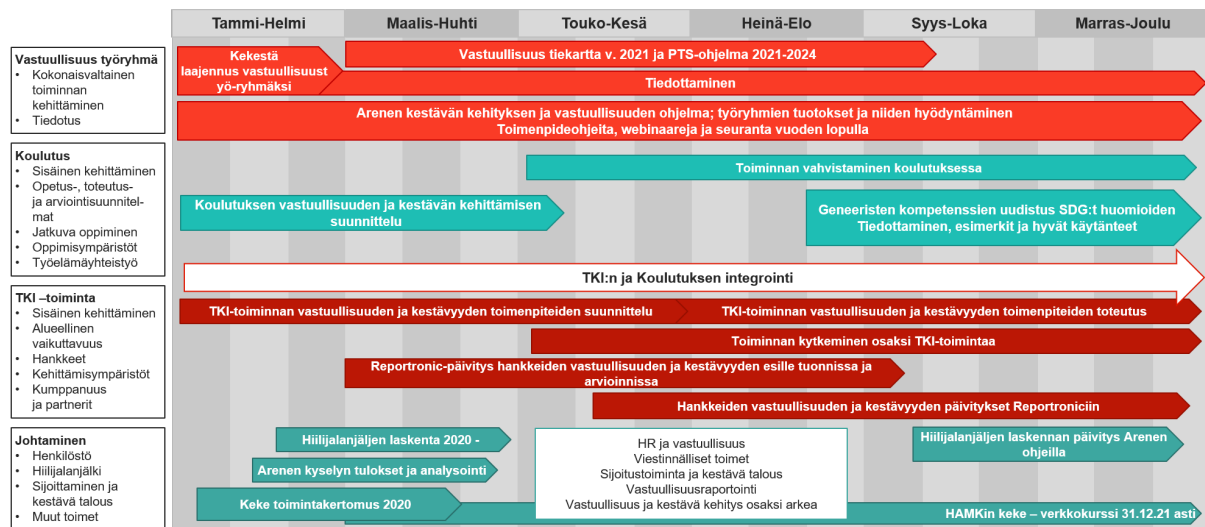 Tammi-Helmi
Maalis-Huhti
Touko-Kesä
Heinä-Elo
Syys-Loka
Marras-Joulu
Vastuullisuus työryhmä
• Kokonaisvaltainen
toiminnan
kehittäminen
• Tiedotus
Kekestä
laajennus vastuullisuust
yö-ryhmäksi
Vastuullisuus tiekartta v. 2021 ja PTS-ohjelma 2021-2024
Tiedottaminen
Arenen kestävän kehityksen ja vastuullisuuden ohjelma; työryhmien tuotokset ja niiden hyödyntäminen
Toimenpideohjeita, webinaareja ja seuranta vuoden lopulla
Koulutus
• Sisäinen kehittäminen
• Opetus-, toteutus-
ja arviointisuunnitel-
mat
• Jatkuva oppiminen
• Oppimisympäristöt
• Työelämäyhteistyö
Toiminnan vahvistaminen koulutuksessa
Koulutuksen vastuullisuuden ja kestävän kehittämisen
suunnittelu
Geneeristen kompetenssien uudistus SDG:t huomioiden
Tiedottaminen, esimerkit ja hyvät käytänteet
TKI:n ja Koulutuksen integrointi
TKI –toiminta
• Sisäinen kehittäminen
• Alueellinen
vaikuttavuus
• Hankkeet
• Kehittämisympäristöt
• Kumppanuus
ja partnerit
TKI-toiminnan vastuullisuuden ja kestävyyden toimenpiteiden suunnittelu
TKI-toiminnan vastuullisuuden ja kestävyyden toimenpiteiden toteutus
Toiminnan kytkeminen osaksi TKI-toimintaa
Reportronic-päivitys hankkeiden vastuullisuuden ja kestävyyden esille tuonnissa ja
arvioinnissa
Hankkeiden vastuullisuuden ja kestävyyden päivitykset Reportroniciin
Johtaminen
• Henkilöstö
• Hiilijalanjälki
• Sijoittaminen ja
kestävä talous
• Muut toimet
Hiilijalanjäljen laskenta 2020 -
Arenen kyselyn tulokset ja analysointi
Keke toimintakertomus 2020
HR ja vastuullisuus
Viestinnälliset toimet
Sijoitustoiminta ja kestävä talous
Vastuullisuusraportointi
Vastuullisuus ja kestävä kehitys osaksi arkea
Hiilijalanjäljen laskennan päivitys Arenen
ohjeilla
HAMKin keke – verkkokurssi 31.12.21 asti